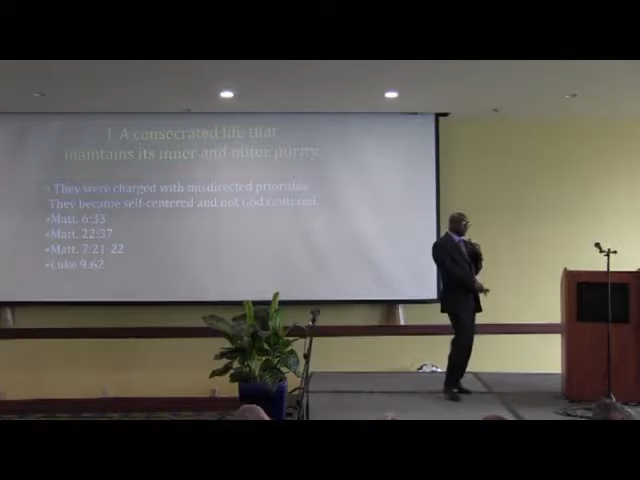 1 A consecrated life that
maintains its inner and outer purity.
• They were charged with misdirected priorities.
They became self-centered and not God centered.
•Matt. 6:33
•Matt. 22:37
•Matt. 7:21-22
•Luke 9:62